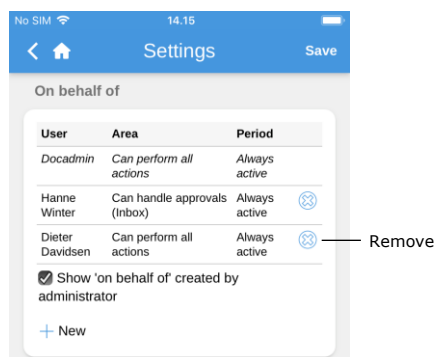 No SIM 14.15
Settings Save
On behalf of
User Area Period
Docadmin Can perform all Always
actions active
Hanne Can handle approvals Always
Winter (Inbox) active
Dieter Can perform all Always
Davidsen actions active
Remove
Show 'on behalf of' created by
administrator
New